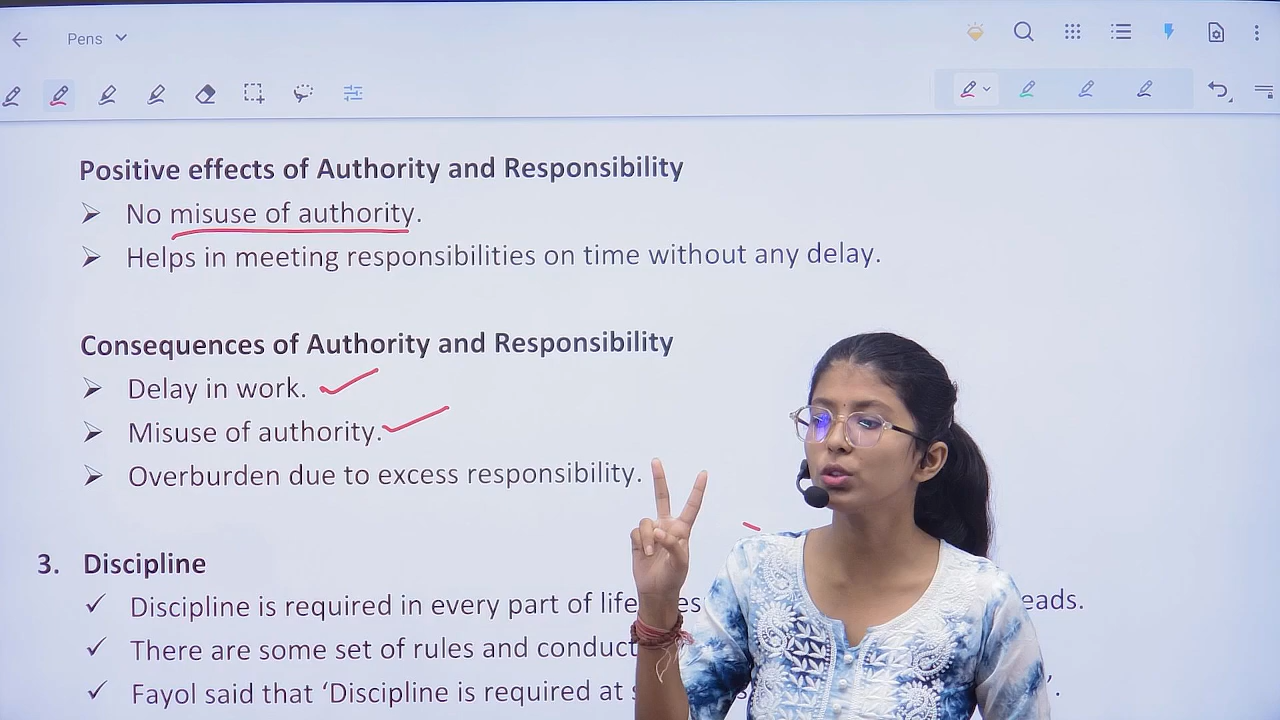 Pens
Positive effects of Authority and Responsibility
No misuse of authority.
Helps in meeting responsibilities on time without any delay.
Consequences of Authority and Responsibility
Delay in work.
Misuse of authority.
Overburden due to excess responsibility.
3. Discipline
Discipline is required in every part of life
There are some set of rules and conduct
Fayol said that ‘Discipline is required at